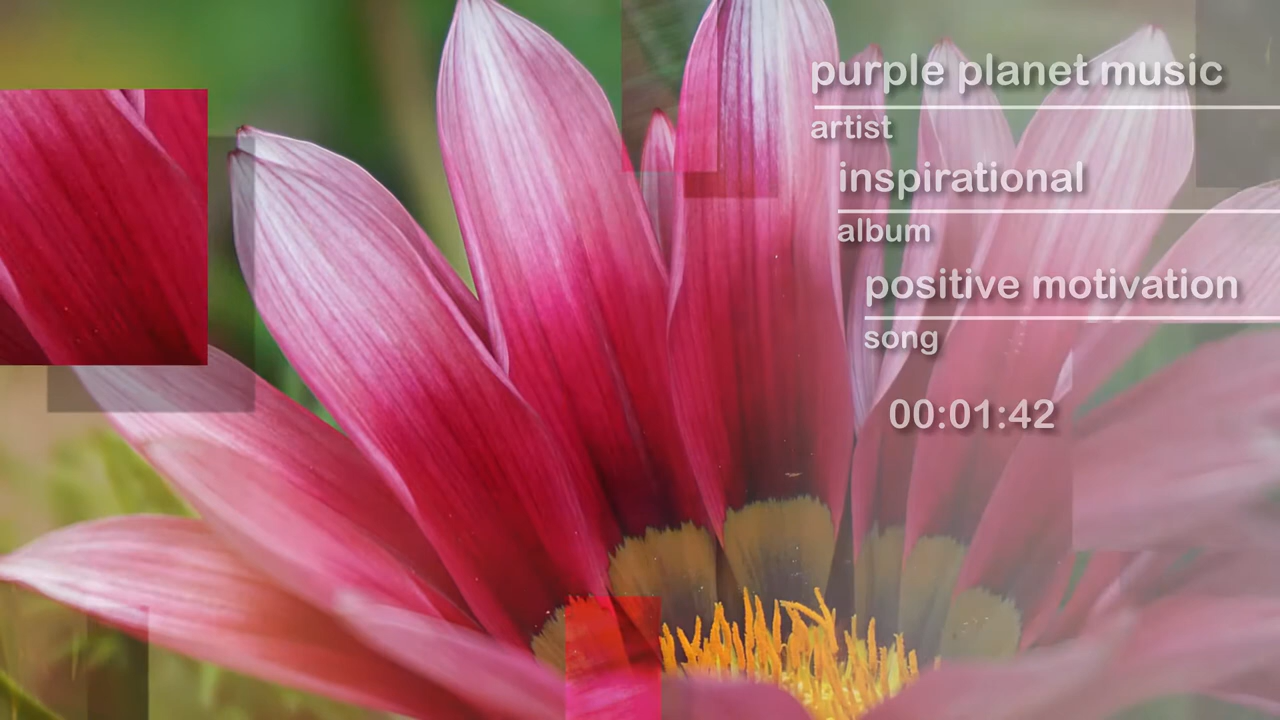 purple planet music
artist
inspirational
album
positive motivation
song
00:01:42